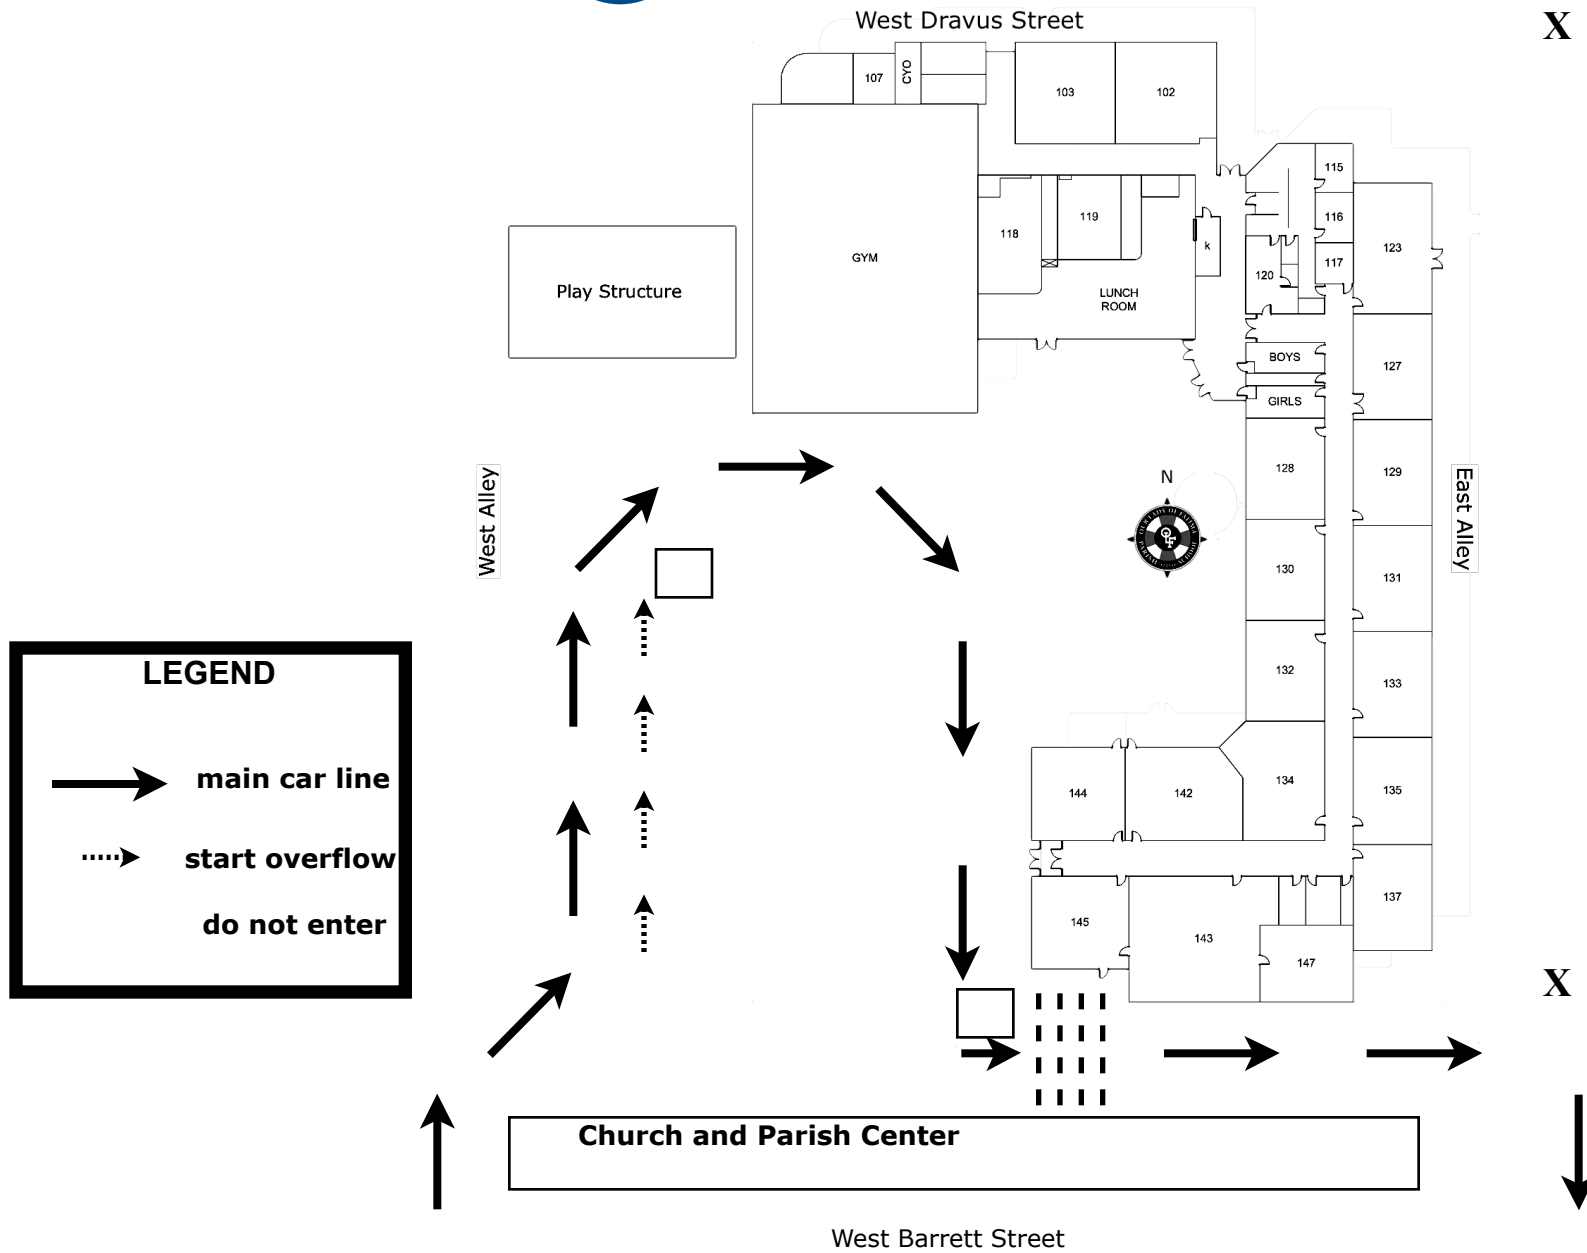 West Dravus Street
X
107
CYO
103
102
115
116
117
118
119
k
120
123
GYM
Play Structure
LUNCH
ROOM
BOYS
GIRLS
127
128
129
West Alley
N
OLF
East Alley
130
131
132
133
LEGEND
main car line
start overflow
do not enter
144
142
134
135
145
143
147
137
X
Church and Parish Center
West Barrett Street